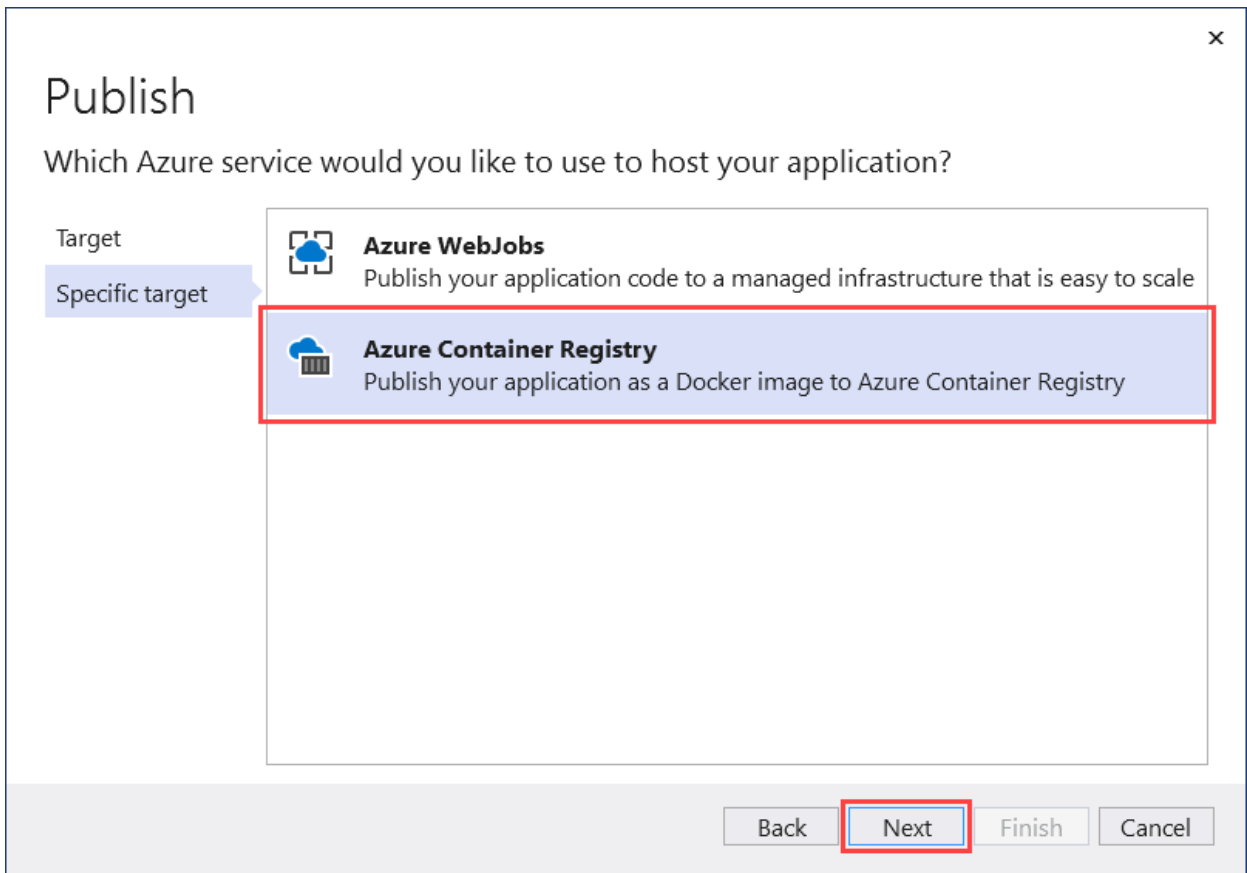 Publish
Which Azure service would you like to use to host your application?
Target
Specific target
Azure WebJobs
Publish your application code to a managed infrastructure that is easy to scale
Azure Container Registry
Publish your application as a Docker image to Azure Container Registry
Back
Next
Finish
Cancel